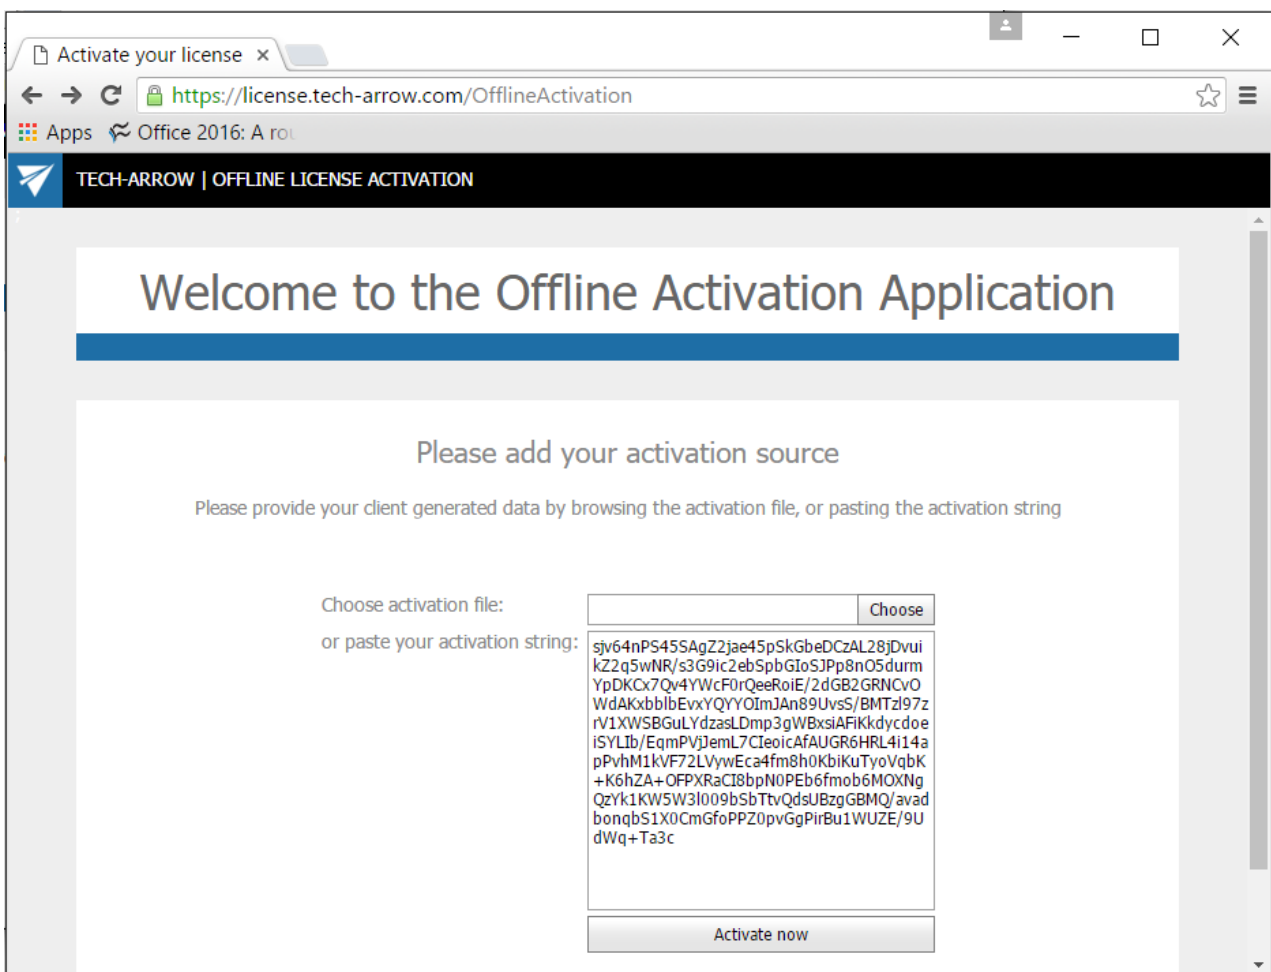 Activate your license
https://license.tech-arrow.com/OfflineActivation
Apps Office 2016: A rou
TECH-ARROW | OFFLINE LICENSE ACTIVATION
Welcome to the Offline Activation Application
Please add your activation source
Please provide your client generated data by browsing the activation file, or pasting the activation string
Choose activation file:
Choose
or paste your activation string:
sjv64nPS45SAgZ2jae45pSkGbeDCzAL28jDvui
kZ2q5wNR/s3G9ic2ebSpbGIoSJPp8nO5durm
YpDKCx7Qv4YWcF0rQeeRoiE/2dGB2GRNCvO
WdAKxbblbEvxYQYYOImJAn89UvsS/BMTzl97z
rV1XWSBGuLYdzasLDmp3gWBxsiAFiKkdycdoe
iSYLIb/EqmPVjJemL7CIeoicAfAUGR6HRL4i14a
pPvhM1kVF72LVywEca4fm8h0KbiKuTyoVqbK
+K6hZA+OFPXRaCI8bpN0PEb6fmob6MOXNg
QzYk1KW5W3l009bSbTtvQdsUBzgGBMQ/avad
bonqbS1X0CmGfoPPZ0pvGgPirBu1WUZE/9U
dWq+Ta3c
Activate now